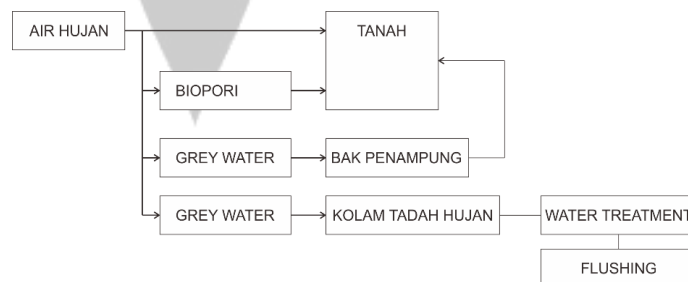 AIR HUJAN
TANAH
BIOPORI
GREY WATER
BAK PENAMPUNG
GREY WATER
KOLAM TADAH HUJAN
WATER TREATMENT
FLUSHING